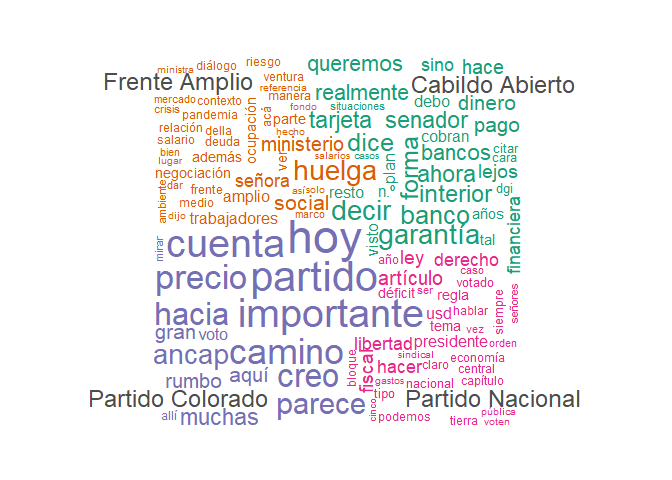 ministra diálogo riesgo queremos sino hace
Frente Amplio ventura Cabildo Abierto
referencia
mercado contexto manera realmente debo dinero
crisis pandemia acá fondo situaciones
relación della ocupación parte tarjeta senador pago
hecho
salario deuda ministerio dice cobran
bien además ver salarios casos plan bancos citar
lugar cara
negociación huelga forma ahora lejos
dar frente señora así solo resto n.º interior dgi
ambiente medio amplio social decir banco años
dijo trabajadores marco visto garantía tal financiera
mirar cuenta hoy año ley derecho
precio partido artículo caso votado
déficit ser regla señores
hacia importante usd hablar siempre
gran voto tema vez
libertad presidente orden
ancap camino bloque sindical economía
fiscal hacer claro central
rumbo aquí creo gastos nacional capítulo
Partido Colorado cinco tipo Partido Nacional
allí muchas parece podemos pública
tierra voten